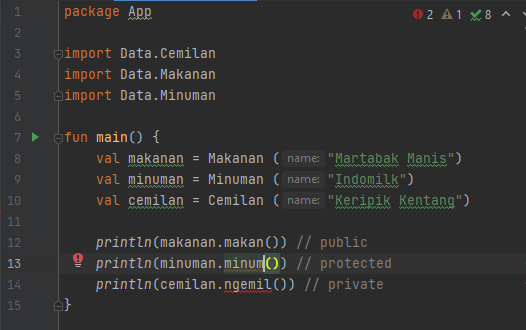 1 package App 2 1 8
2
3 import Data.Cemilan
4 import Data.Makanan
5 import Data.Minuman
6
7 fun main() {
8 val makanan = Makanan ( name: "Martabak Manis")
9 val minuman = Minuman ( name: "Indomilk")
10 val cemilan = Cemilan ( name: "Keripik Kentang")
11
12 println(makanan.makan()) // public
13 println(minuman.minum()) // protected
14 println(cemilan.ngemil()) // private
15 }